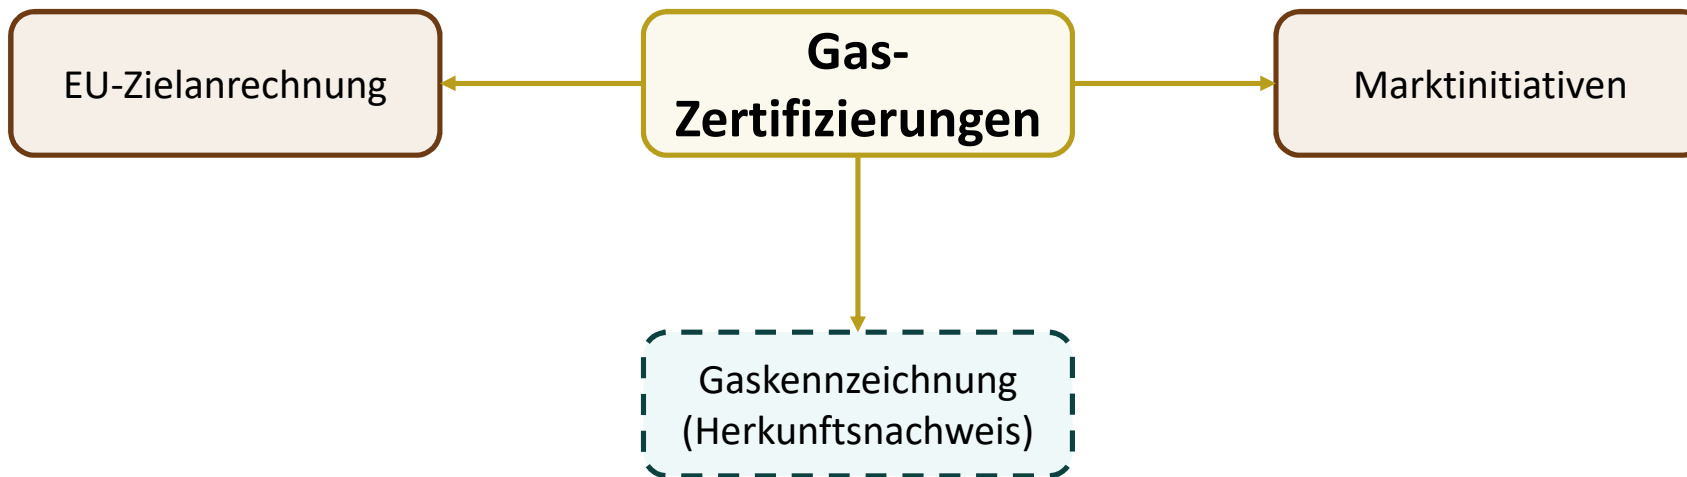 EU-Zielanrechnung
Gas-
Zertifizierungen
Marktinitiativen
Gaskennzeichnung
(Herkunftsnachweis)